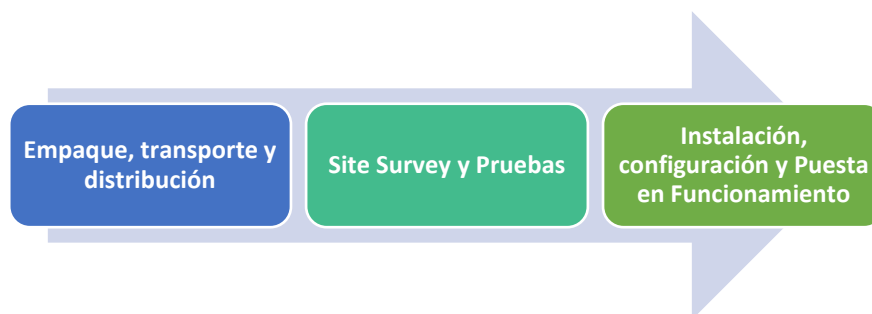 Empaque, transporte y
distribución
Site Survey y Pruebas
Instalación,
configuración y Puesta
en Funcionamiento